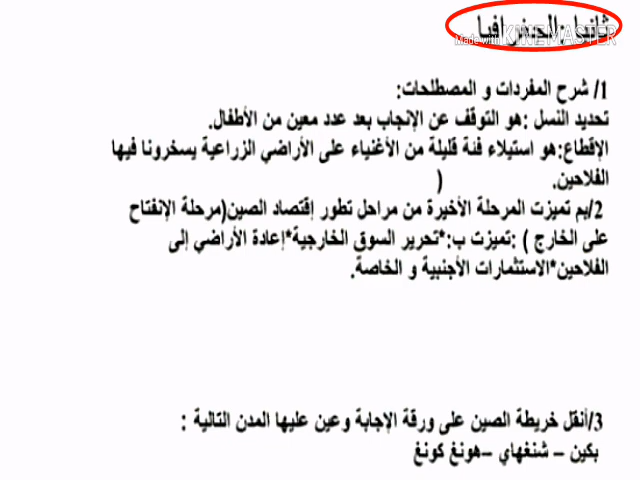 ثانيا :الجغرافيا
Made with KINEMASTER
1/ شرح المفردات و المصطلحات:
تحديد النسل :هو التوقف عن الإنجاب بعد عدد معين من الأطفال.
الإقطاع:هو استيلاء فئة قليلة من الأغنياء على الأراضي الزراعية يسخرونا فيها
الفلاحين. (
2/يم تميزت المرحلة الأخيرة من مراحل تطور إقتصاد الصين(مرحلة الإنفتاح
على الخارج ) :تميزت ب:*تحرير السوق الخارجية*إعادة الأراضي إلى
الفلاحين*الاستثمارات الأجنبية و الخاصة.
3/أنقل خريطة الصين على ورقة الإجابة وعين عليها المدن التالية :
بكين – شنغهاي –هونغ كونغ